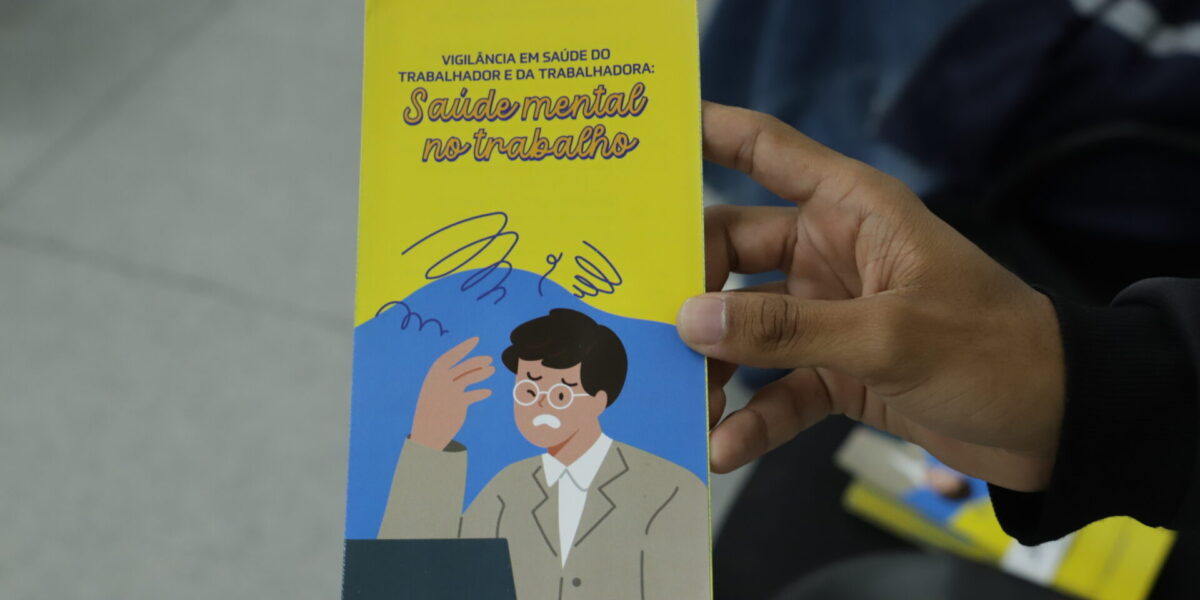 VIGILÂNCIA EM SAÚDE DO
TRABALHADOR E DA TRABALHADORA:
Saúde mental
no trabalho